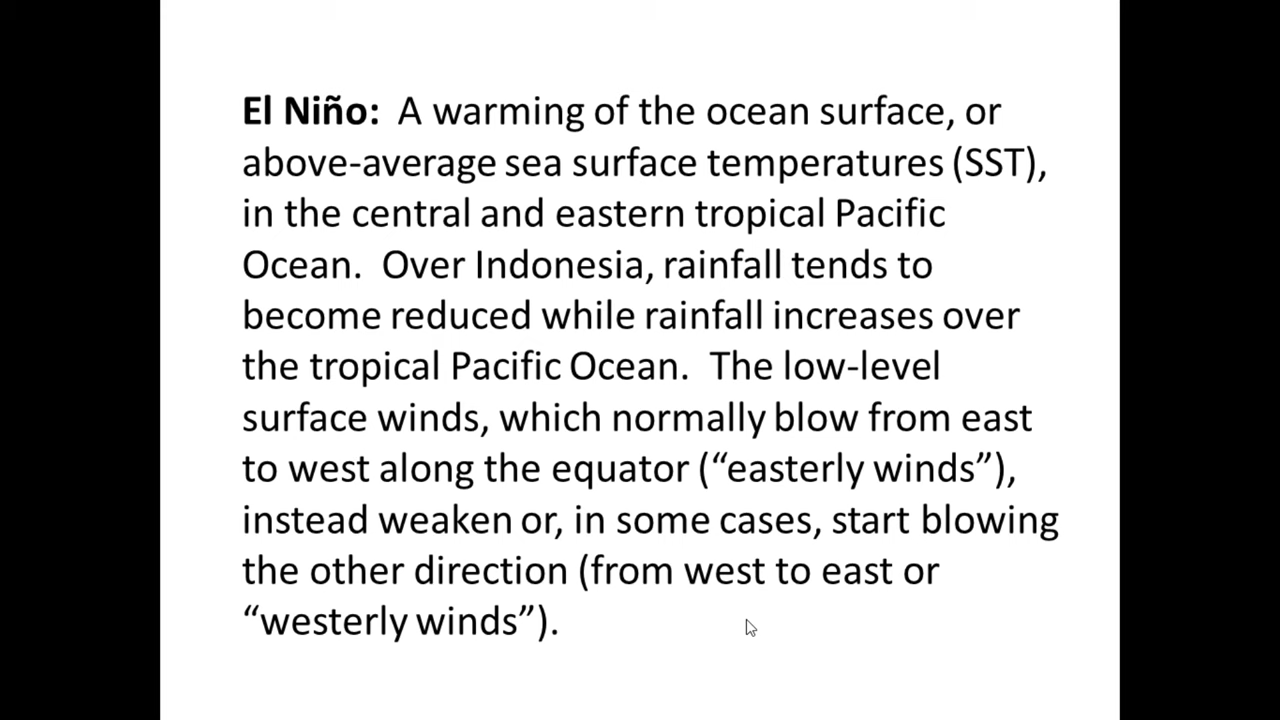 El Niño: A warming of the ocean surface, or
above-average sea surface temperatures (SST),
in the central and eastern tropical Pacific
Ocean. Over Indonesia, rainfall tends to
become reduced while rainfall increases over
the tropical Pacific Ocean. The low-level
surface winds, which normally blow from east
to west along the equator (“easterly winds”),
instead weaken or, in some cases, start blowing
the other direction (from west to east or
“westerly winds”).